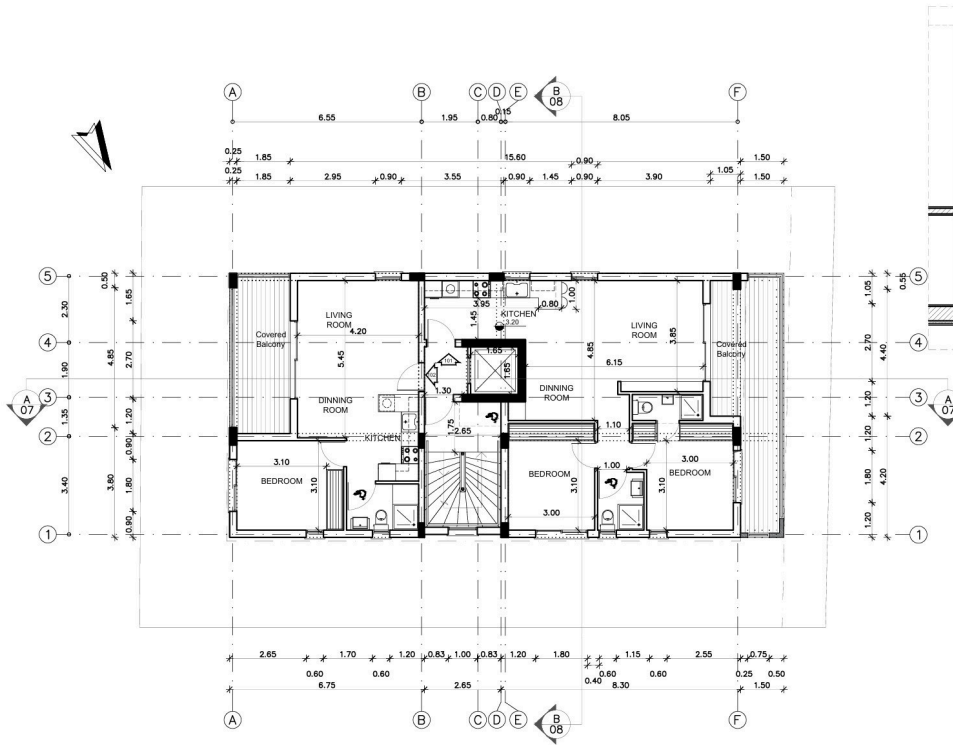 A B C D E B 08 F
0.15
6.55 1.95 0.80 8.05
0.25 1.85 15.60 0.90 1.50
0.25 1.85 2.95 0.90 3.55 0.90 1.45 0.90 3.90 1.05 1.50
5 5
0.50 0.55
2.30 1.65 1.05
LIVING ROOM
4.20
3.95
KITCHEN
3.20
0.80
1.00
LIVING ROOM
3.85
4 4
4.85 2.70 2.70 4.40
1.90
Covered Balcony
5.45
1.45
1.65
1.65
4.85
6.15
Covered Balcony
101
102
1.30
3 3
A 07 A 07
DINNING ROOM
DINNING ROOM
1.35 1.20 1.20
2 2
KITCHEN
1.75
2.65
1.10
0.90
3.10
BEDROOM
3.10
1.00
BEDROOM
3.10
3.00
3.00
BEDROOM
3.10
3.40 3.80 1.80 1.80 4.20
0.90 1.20
1 1
2.65 1.70 1.20 0.83 1.00 0.83 1.20 1.80 1.15 2.55 0.75
0.60 0.60 0.40 0.60 0.60 0.25 0.50
6.75 2.65 8.30 1.50
A B C D E B 08 F